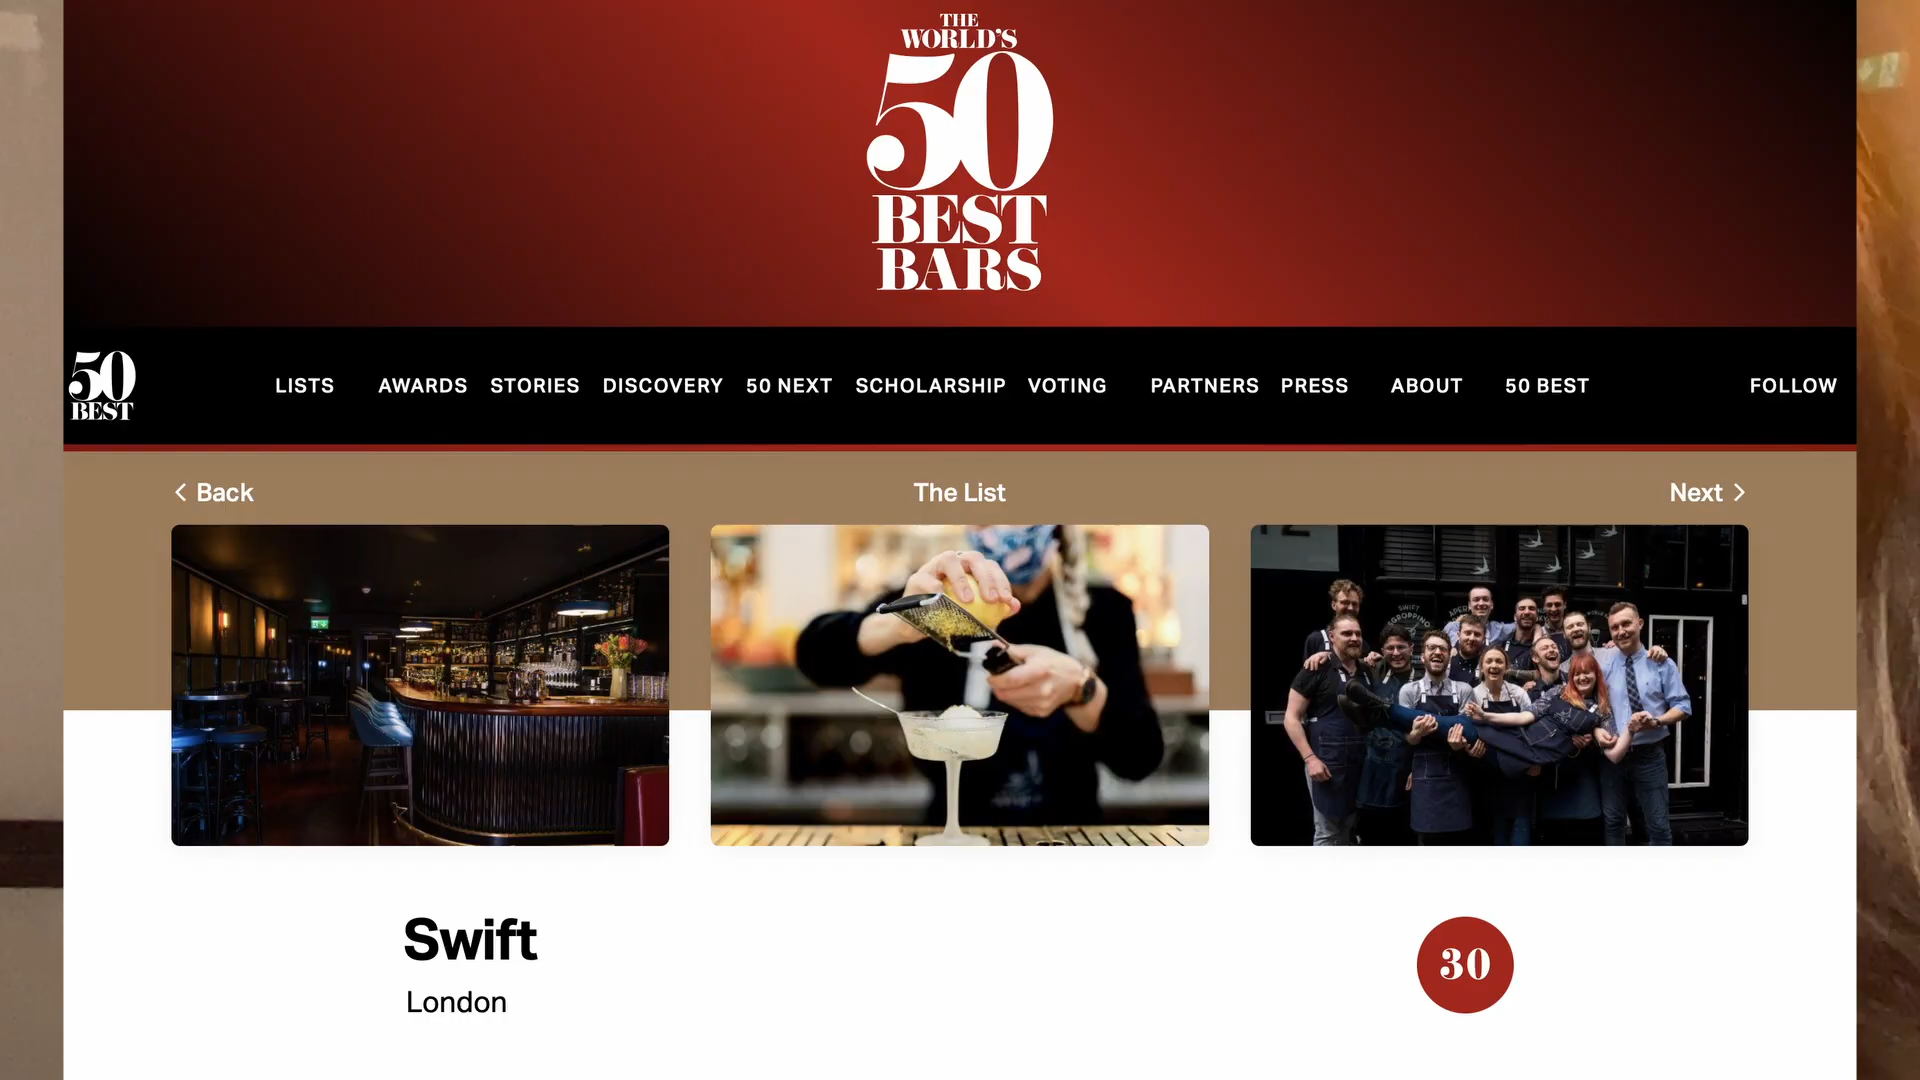 THE
WORLD'S
50
BEST
BARS
50
BEST
LISTS AWARDS STORIES DISCOVERY 50 NEXT SCHOLARSHIP VOTING PARTNERS PRESS ABOUT 50 BEST FOLLOW
Back The List Next
SWIFT
Swift
30
London